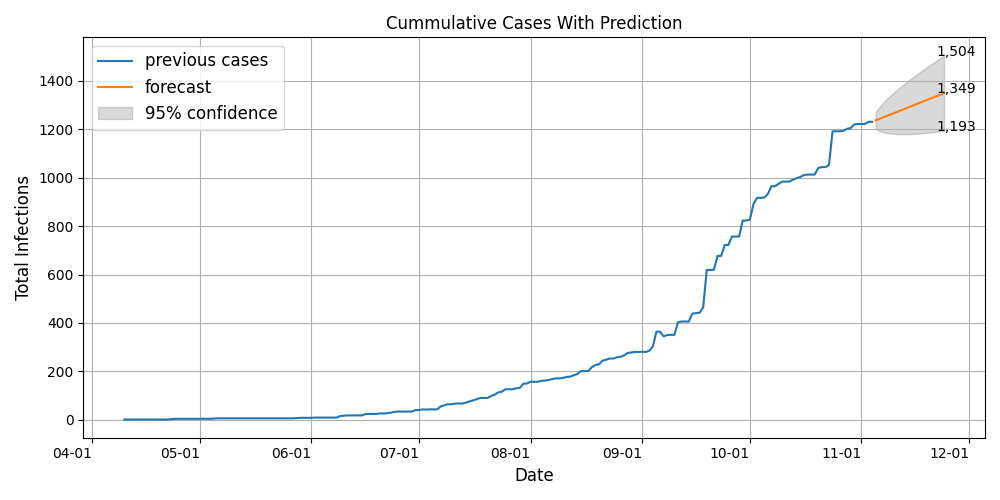 Cummulative Cases With Prediction
previous cases
forecast
95% confidence
1,504
1,349
1,193
1400
1200
1000
800
600
400
200
0
Total Infections
04-01 05-01 06-01 07-01 08-01 09-01 10-01 11-01 12-01
Date